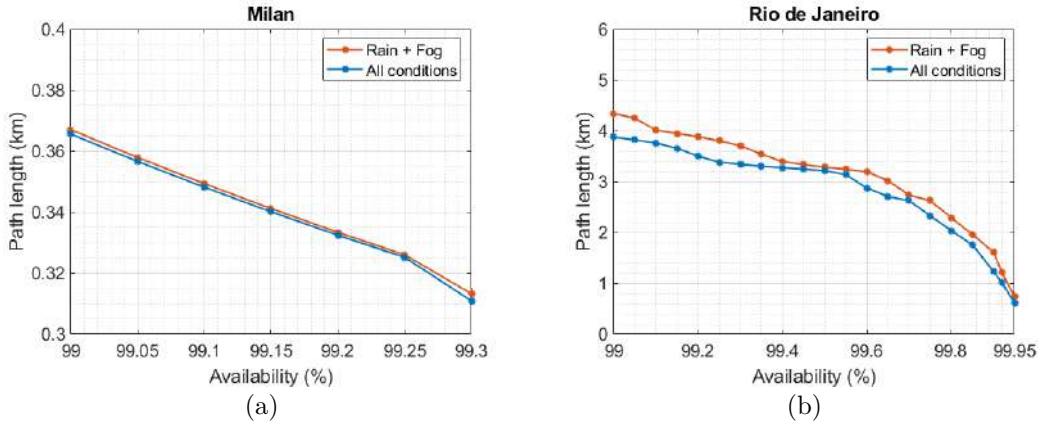 Milan
0.4
0.38
0.36
0.34
0.32
0.3
Path length (km)
Rain + Fog
All conditions
99
99.05
99.1
99.15
99.2
99.25
99.3
Availability (%)
(a)
Rio de Janeiro
6
5
4
3
2
1
0
Path length (km)
Rain + Fog
All conditions
99
99.2
99.4
99.6
99.8
99.95
Availability (%)
(b)